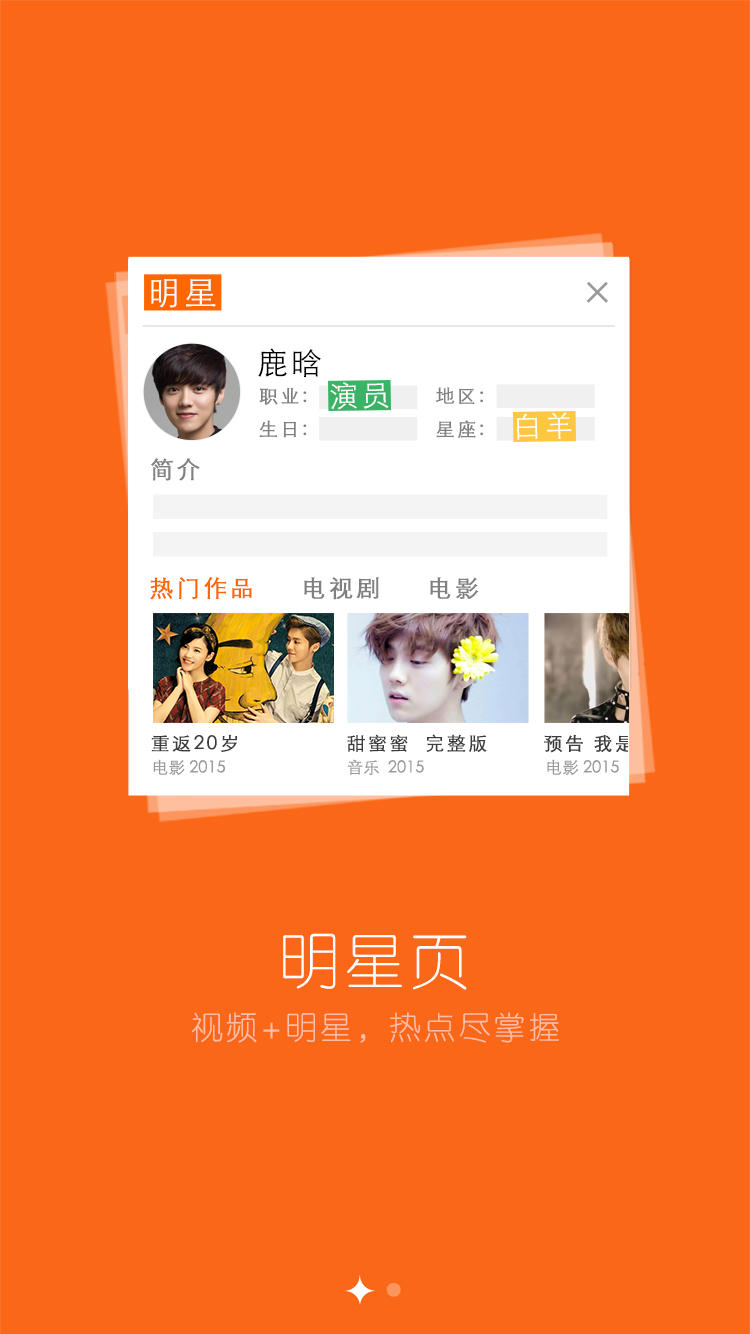 明星
鹿晗
职业： 演员 地区：
生日： 星座： 白羊
简介
热门作品 电视剧 电影
重返20岁 甜蜜蜜 完整版 预告 我是
电影 2015 音乐 2015 电影 2015
明星页
视频+明星，热点尽掌握